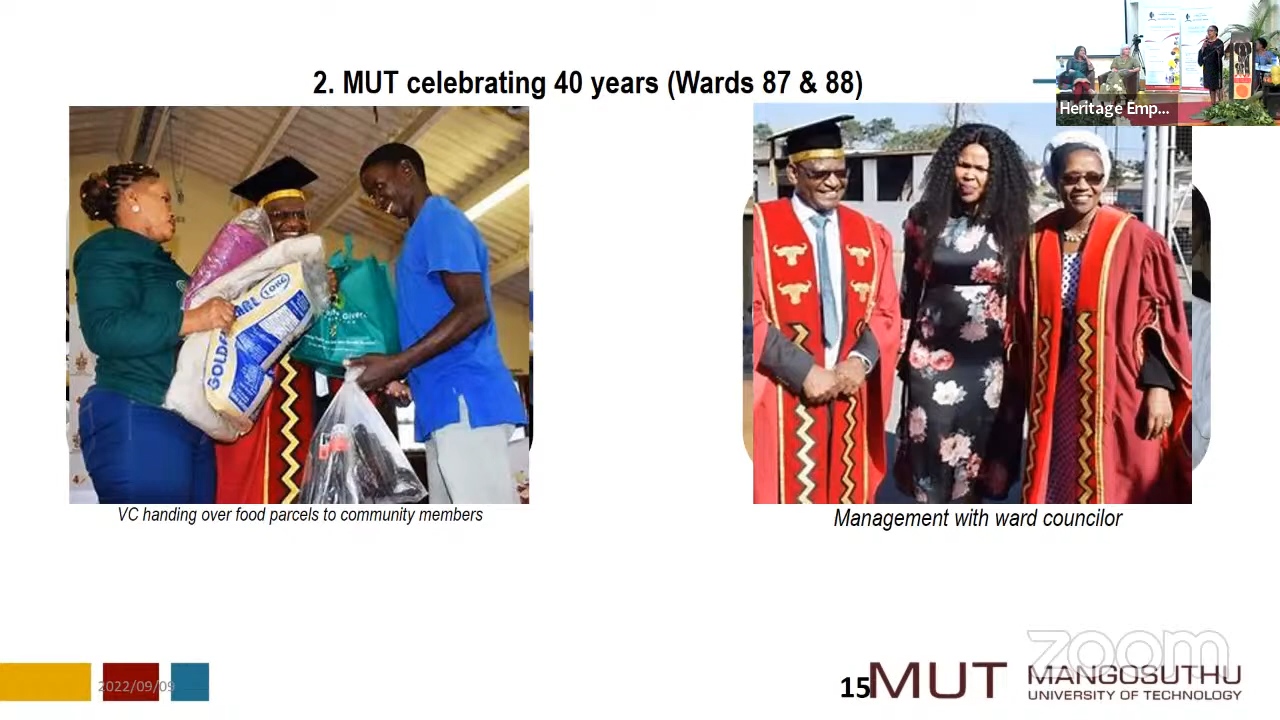 2. MUT celebrating 40 years (Wards 87 & 88)
Heritage Emp...
10KG
VC handing over food parcels to community members
Management with ward councilor
zoom
2022/09/09
15
MUT
MANGOSUTHU
UNIVERSITY OF TECHNOLOGY